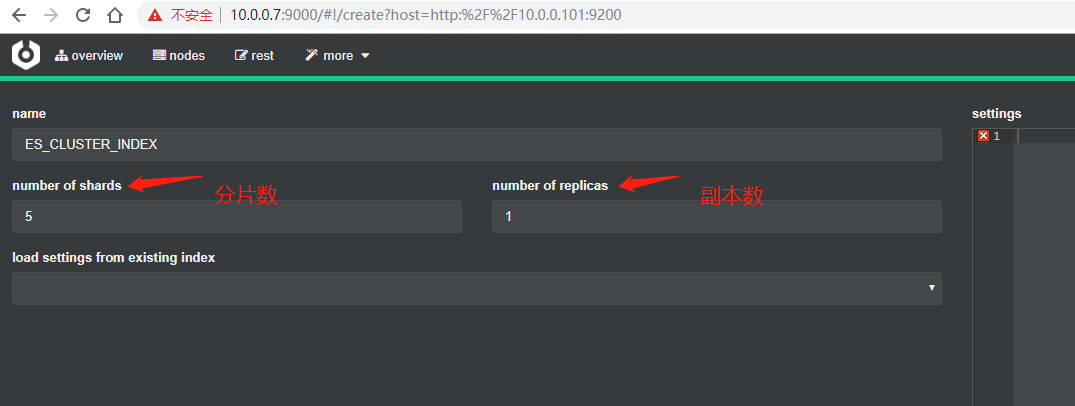 不安全 10.0.0.7:9000/#!/create?host=http:%2F%2F10.0.0.101:9200
overview nodes rest more
name settings
ES_CLUSTER_INDEX 1
number of shards 分片数 number of replicas 副本数
5 1
load settings from existing index